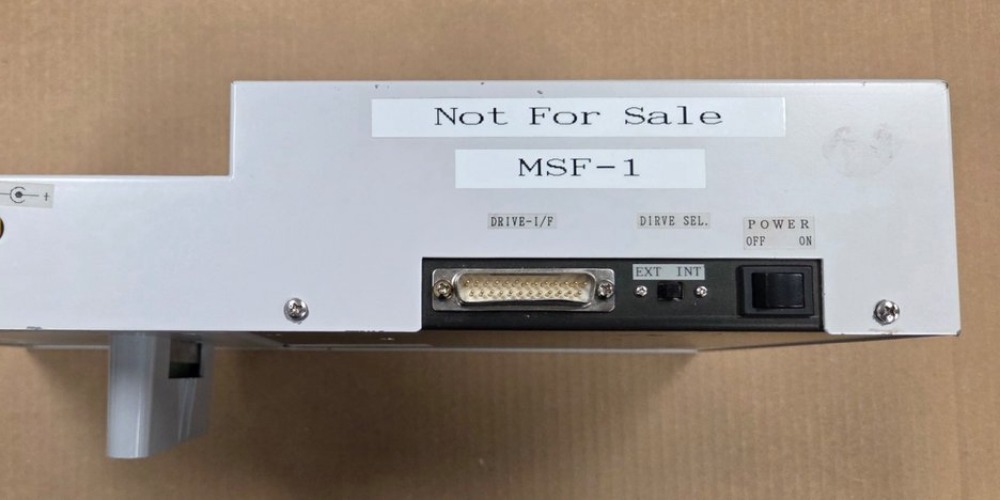 Not For Sale
MSF-1
DRIVE-I/F
DIRVE SEL.
POWER
OFF ON
EXT INT